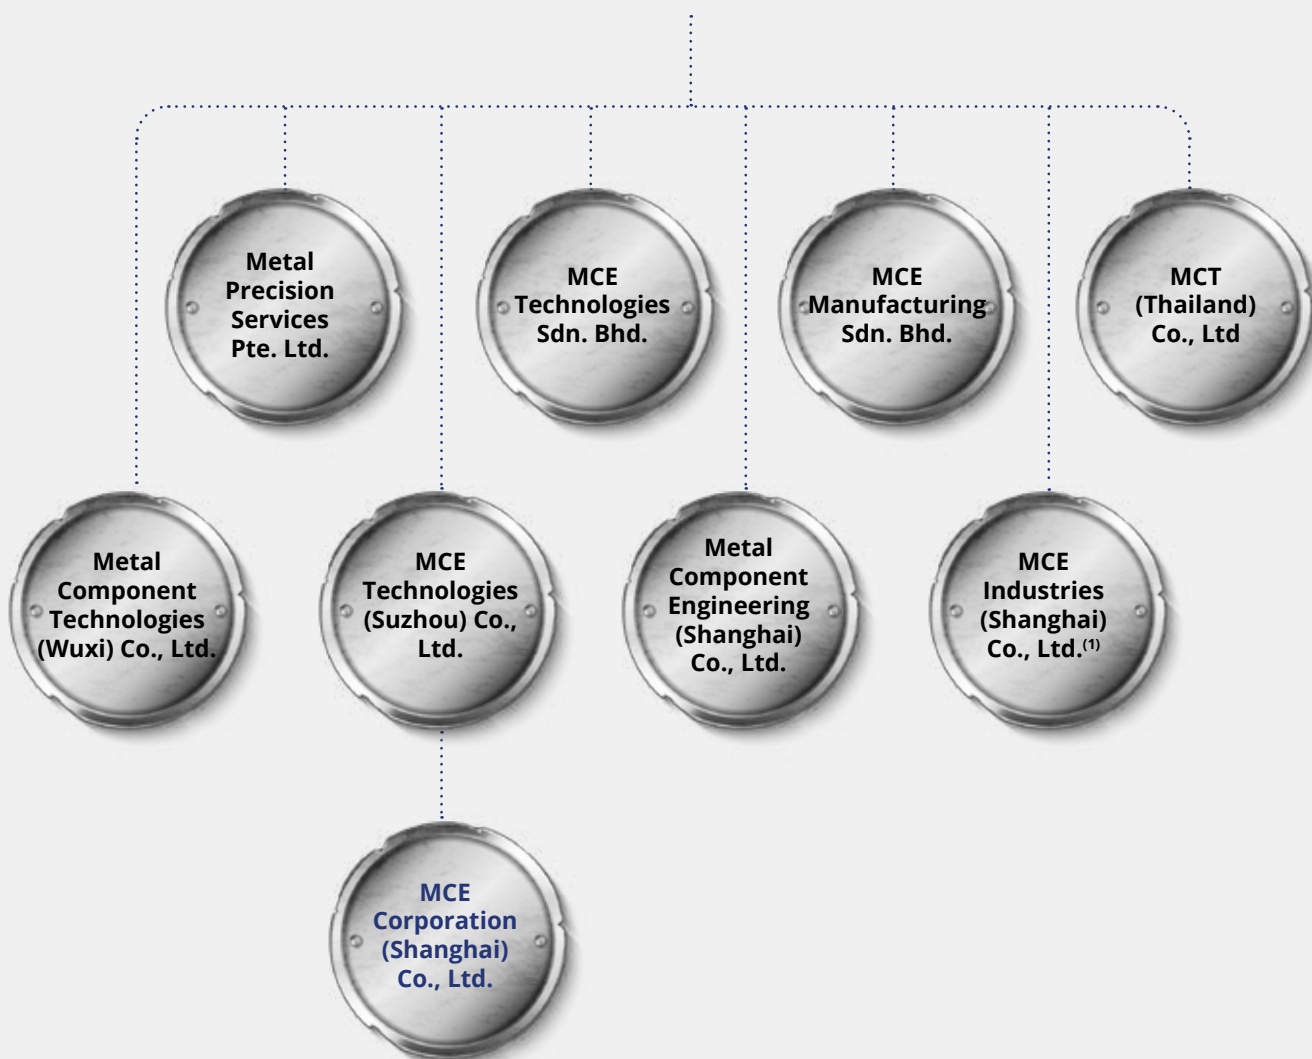 Metal
Precision
Services
Pte. Ltd.
MCE
Technologies
Sdn. Bhd.
MCE
Manufacturing
Sdn. Bhd.
MCT
(Thailand)
Co., Ltd
Metal
Component
Technologies
(Wuxi) Co., Ltd.
MCE
Technologies
(Suzhou) Co.,
Ltd.
Metal
Component
Engineering
(Shanghai)
Co., Ltd.
MCE
Industries
(Shanghai)
Co., Ltd.(1)
MCE
Corporation
(Shanghai)
Co., Ltd.